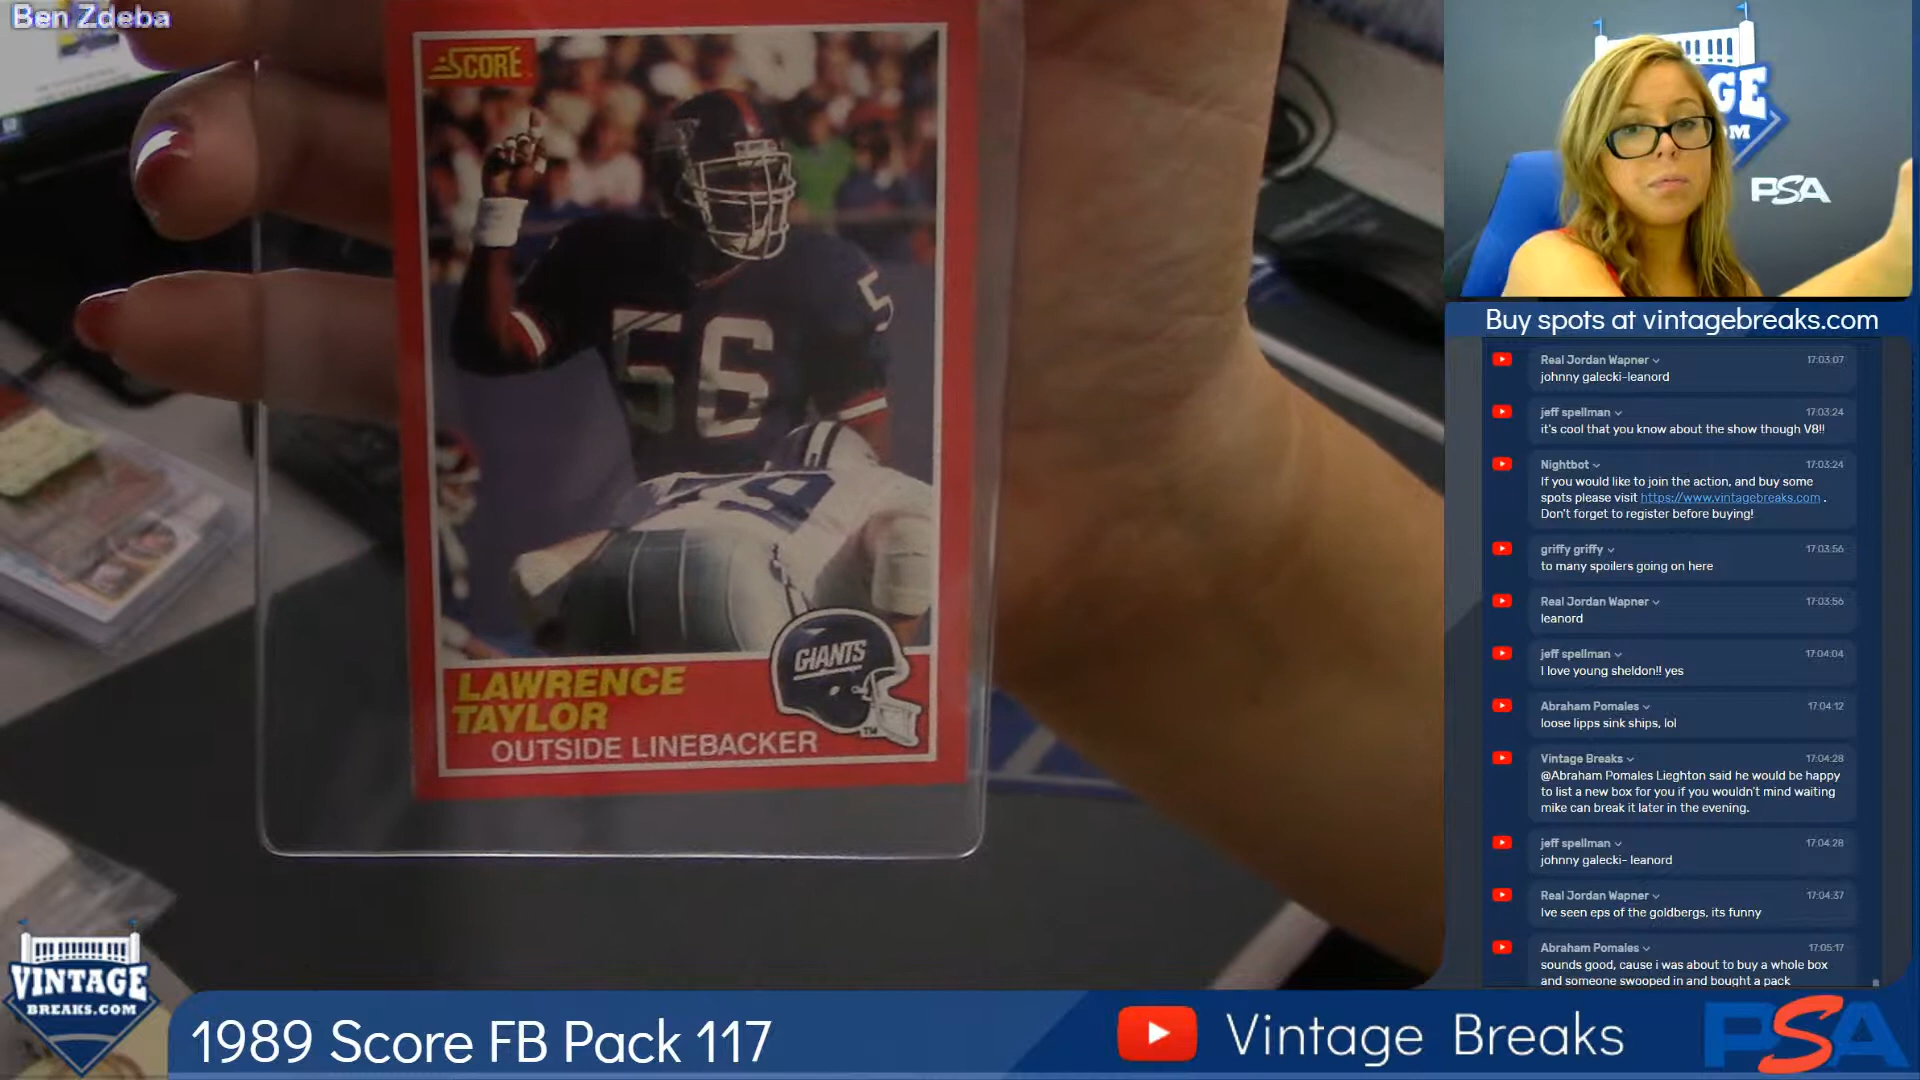 Ben Zdeba
SCORE
56
5
79
GIANTS
LAWRENCE
TAYLOR
OUTSIDE LINEBACKER
TM
GE
M
PSA
Buy spots at vintagebreaks.com
Real Jordan Wapner 17:03:07
johnny galecki-leanord
jeff spellman 17:03:24
it's cool that you know about the show though V8!!
Nightbot 17:03:24
If you would like to join the action, and buy some
spots please visit https://www.vintagebreaks.com .
Don't forget to register before buying!
griffy griffy 17:03:56
to many spoilers going on here
Real Jordan Wapner 17:03:56
leanord
jeff spellman 17:04:04
I love young sheldon!! yes
Abraham Pomales 17:04:12
loose lipps sink ships, lol
Vintage Breaks 17:04:28
@Abraham Pomales Lieghton said he would be happy
to list a new box for you if you wouldn't mind waiting
mike can break it later in the evening.
jeff spellman 17:04:28
johnny galecki- leanord
Real Jordan Wapner 17:04:37
Ive seen eps of the goldbergs, its funny
Abraham Pomales 17:05:17
sounds good, cause i was about to buy a whole box
and someone swooped in and bought a pack
VINTAGE
BREAKS.COM
1989 Score FB Pack 117
Vintage Breaks
PSA